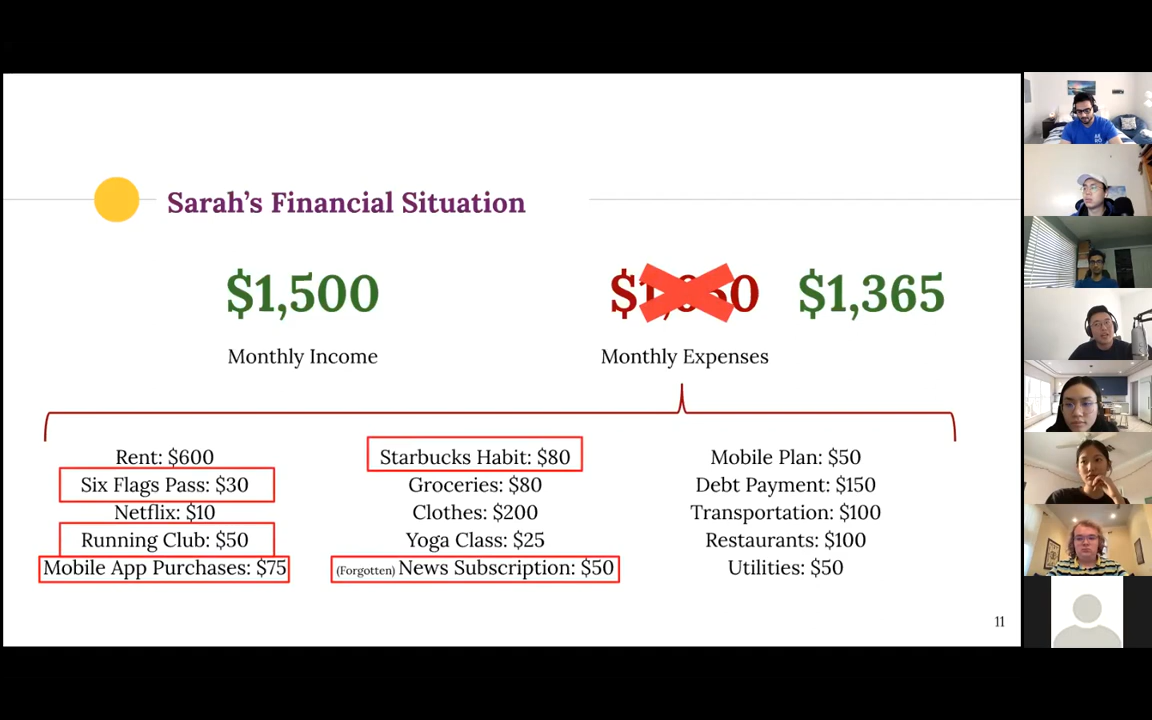 Sarah's Financial Situation
$1,500
$1,365
Monthly Income
Monthly Expenses
Rent: $600
Six Flags Pass: $30
Netflix: $10
Running Club: $50
Mobile App Purchases: $75
Starbucks Habit: $80
Groceries: $80
Clothes: $200
Yoga Class: $25
(Forgotten) News Subscription: $50
Mobile Plan: $50
Debt Payment: $150
Transportation: $100
Restaurants: $100
Utilities: $50
11